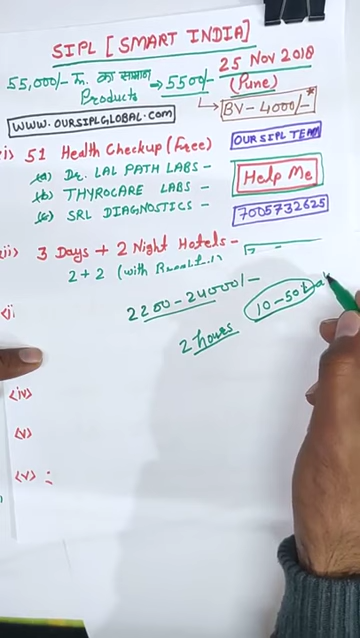 SIPL [SMART INDIA]
25 Nov 2018
(Pune)
55,000/- रू. का सामान
Products → 5500/-
BV - 4000/-*
WWW.OURSIPLGLOBAL.COM
OUR SIPL TEAM
Help Me
7005732625
(i) 51 Health Checkup (Free)
(a) Dr. LAL PATH LABS -
(b) THYROCARE LABS -
(c) SRL DIAGNOSTICS -
(ii) 3 Days + 2 Night Hotels -
2 + 2 (with
2200 - 24000/-
2 hours
10 - 50
<iv)
<v)
<v) :